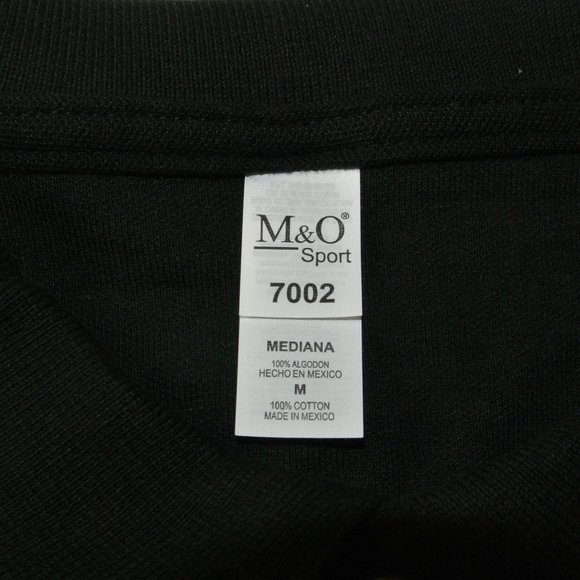 M&O®
Sport
7002
MEDIANA
100% ALGODON
HECHO EN MEXICO
M
100% COTTON
MADE IN MEXICO